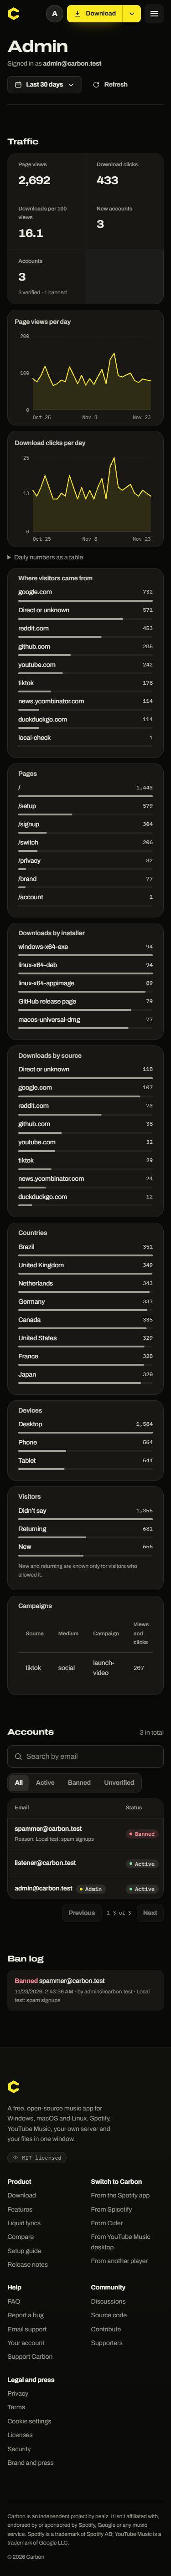 A
Download
Admin
Signed in as admin@carbon.test
Last 30 days
Refresh
Traffic
Page views
2,692
Download clicks
433
Downloads per 100 views
16.1
New accounts
3
Accounts
3
3 verified · 1 banned
Page views per day
200
100
0
Oct 25
Nov 8
Nov 23
Download clicks per day
25
13
0
Oct 25
Nov 8
Nov 23
Daily numbers as a table
Where visitors came from
google.com 732
Direct or unknown 571
reddit.com 453
github.com 285
youtube.com 242
tiktok 178
news.ycombinator.com 114
duckduckgo.com 114
local-check 1
Pages
/ 1,443
/setup 579
/signup 304
/switch 206
/privacy 82
/brand 77
/account 1
Downloads by installer
windows-x64-exe 94
linux-x64-deb 94
linux-x64-appimage 89
GitHub release page 79
macos-universal-dmg 77
Downloads by source
Direct or unknown 118
google.com 107
reddit.com 73
github.com 38
youtube.com 32
tiktok 29
news.ycombinator.com 24
duckduckgo.com 12
Countries
Brazil 351
United Kingdom 349
Netherlands 343
Germany 337
Canada 335
United States 329
France 328
Japan 320
Devices
Desktop 1,584
Phone 564
Tablet 544
Visitors
Didn't say 1,355
Returning 681
New 656
New and returning are known only for visitors who
allowed it.
Campaigns
Source Medium Campaign Views and clicks
tiktok social launch-video 207
Accounts
3 in total
Search by email
All Active Banned Unverified
Email Status
spammer@carbon.test Banned
Reason: Local test: spam signups
listener@carbon.test Active
admin@carbon.test Admin Active
Previous 1–3 of 3 Next
Ban log
Banned spammer@carbon.test
11/23/2026, 2:43:36 AM · by admin@carbon.test · Local
test: spam signups
A free, open-source music app for
Windows, macOS and Linux. Spotify,
YouTube Music, your own server and
your files in one window.
MIT licensed
Product
Download
Features
Liquid lyrics
Compare
Setup guide
Release notes
Switch to Carbon
From the Spotify app
From Spicetify
From Cider
From YouTube Music
desktop
From another player
Help
FAQ
Report a bug
Email support
Your account
Support Carbon
Community
Discussions
Source code
Contribute
Supporters
Legal and press
Privacy
Terms
Cookie settings
Licenses
Security
Brand and press
Carbon is an independent project by pealz. It isn't affiliated with,
endorsed by or sponsored by Spotify, Google or any music
service. Spotify is a trademark of Spotify AB; YouTube Music is a
trademark of Google LLC.
© 2026 Carbon